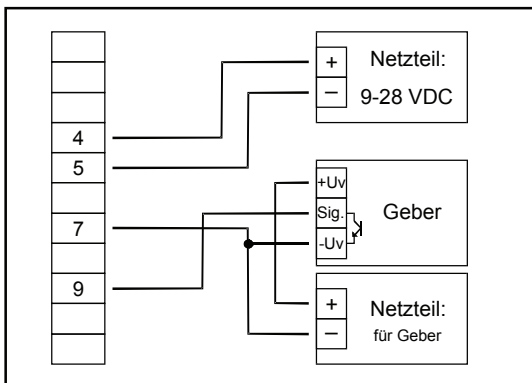 4
5
7
9
+
−
Netzteil:
9-28 VDC
+Uv
Sig.
-Uv
Geber
+
−
Netzteil:
für Geber